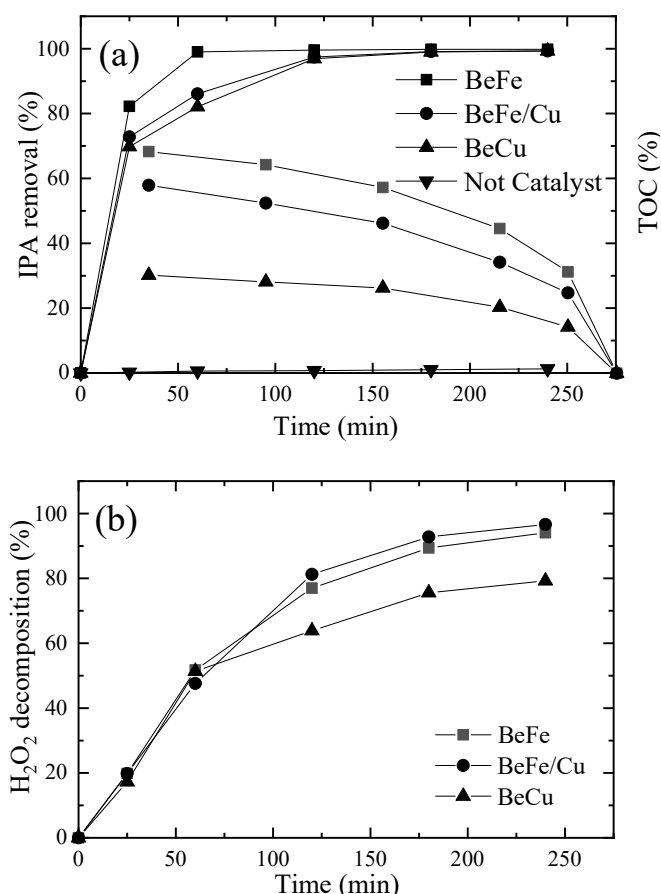 (a)
100
80
60
40
20
0
IPA removal (%)
TOC (%)
BeFe
BeFe/Cu
BeCu
Not Catalyst
0 50 100 150 200 250
Time (min)
(b)
100
80
60
40
20
0
H₂O₂ decomposition (%)
BeFe
BeFe/Cu
BeCu
0 50 100 150 200 250
Time (min)